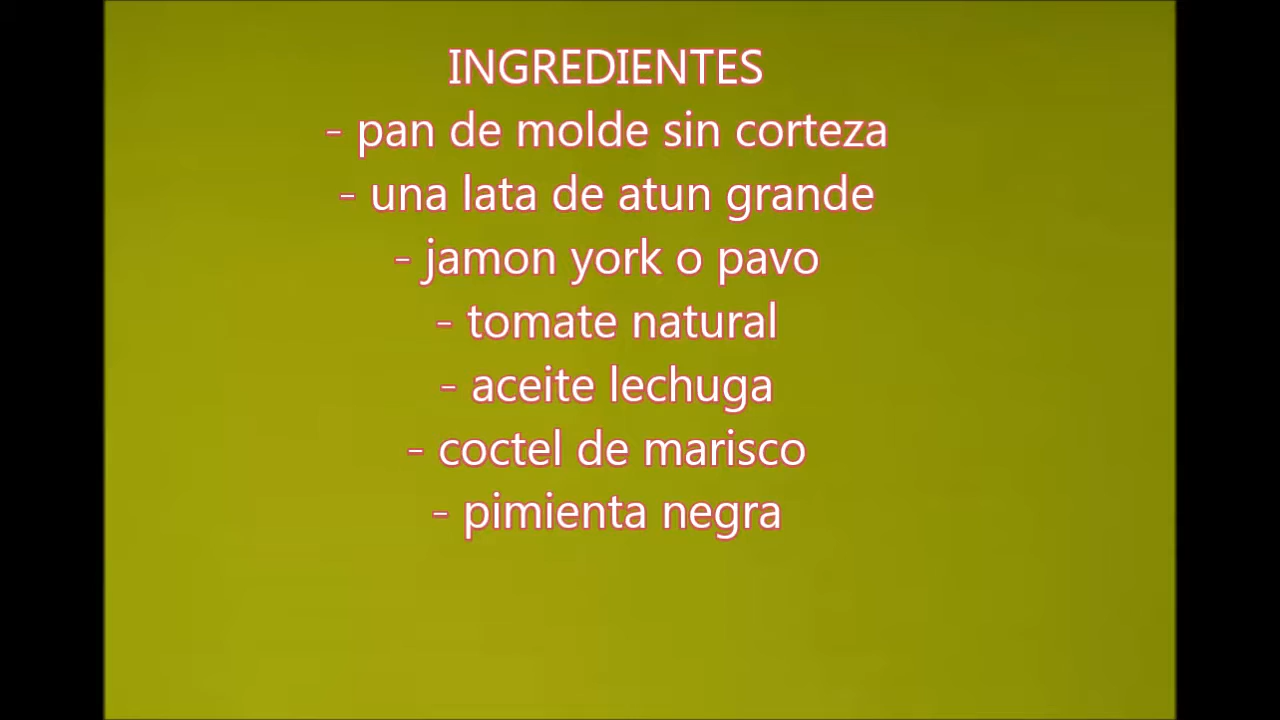 INGREDIENTES
- pan de molde sin corteza
- una lata de atun grande
- jamon york o pavo
- tomate natural
- aceite lechuga
- coctel de marisco
- pimienta negra